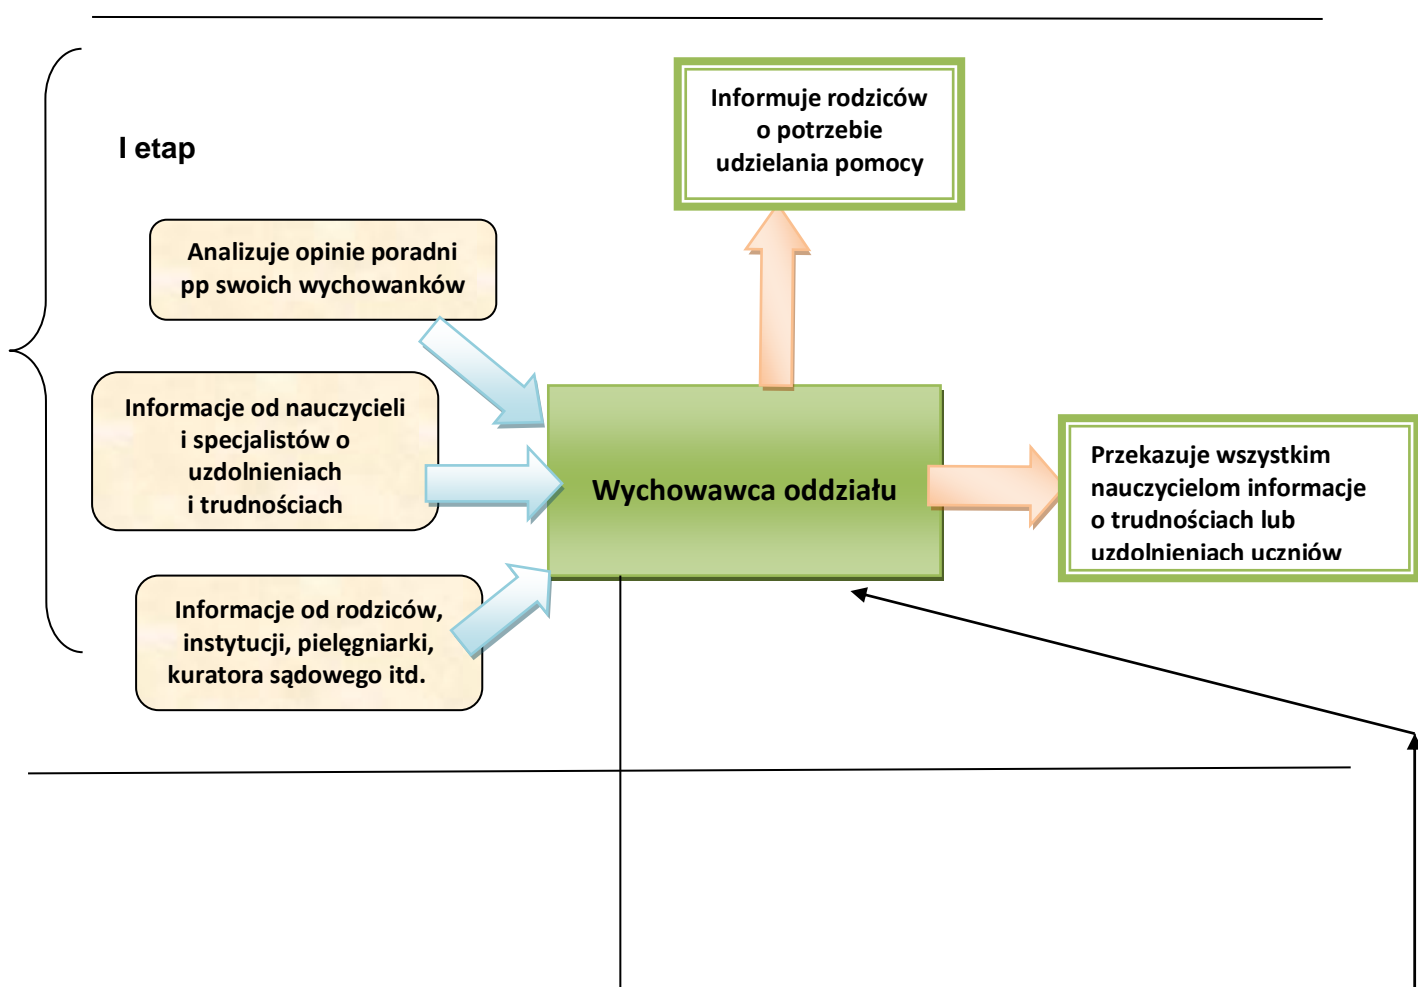 Informuje rodziców
o potrzebie
udzielania pomocy
I etap
Analizuje opinie poradni
pp swoich wychowanków
Informacje od nauczycieli
i specjalistów o
uzdolnieniach
i trudnościach
Wychowawca oddziału
Przekazuje wszystkim
nauczycielom informacje
o trudnościach lub
uzdolnieniach uczniów
Informacje od rodziców,
instytucji, pielęgniarki,
kuratora sądowego itd.